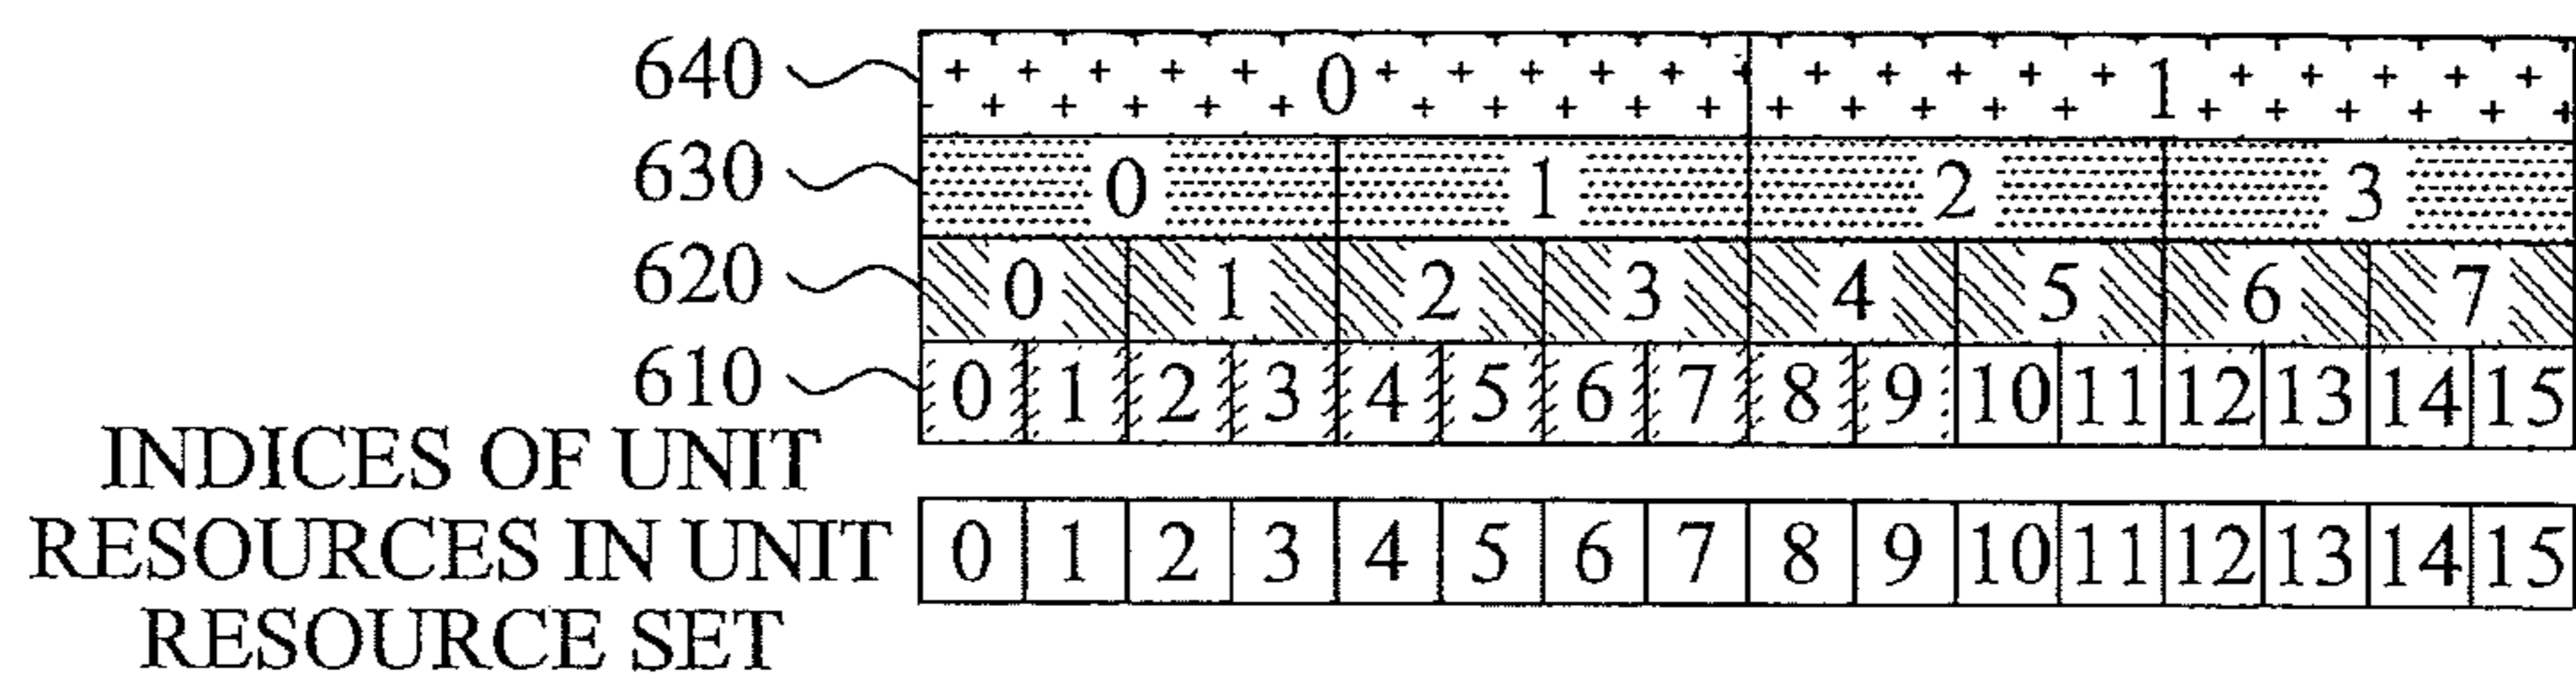 640 0 1
630 0 1 2 3
620 0 1 2 3 4 5 6 7
610 0 1 2 3 4 5 6 7 8 9 10 11 12 13 14 15
INDICES OF UNIT
RESOURCES IN UNIT 0 1 2 3 4 5 6 7 8 9 10 11 12 13 14 15
RESOURCE SET